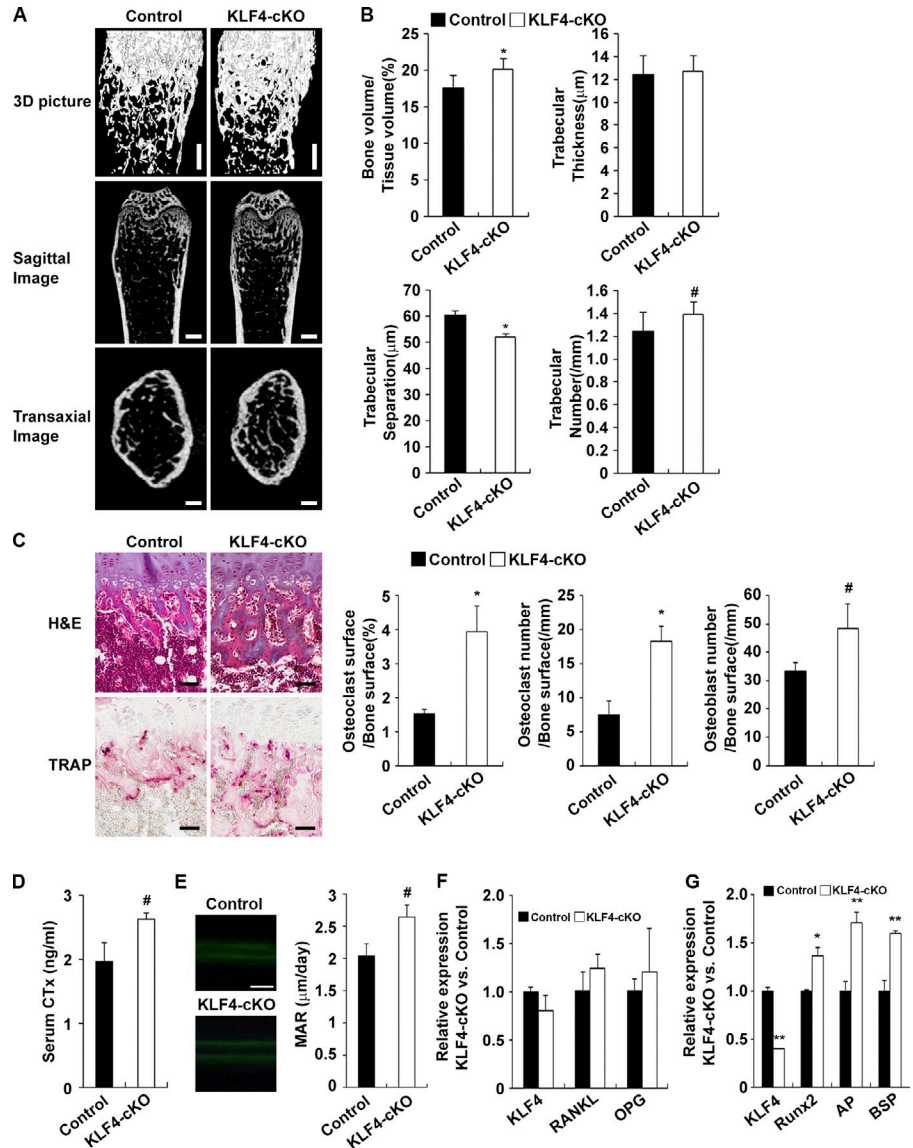 A
Control
KLF4-cKO
3D picture
Sagittal
Image
Transaxial
Image
B
Control
KLF4-cKO
Bone volume/
Tissue volume(%)
25
20
15
10
5
0
*
Control
KLF4-cKO
Trabecular
Thickness(μm)
16
14
12
10
8
6
4
2
0
Control
KLF4-cKO
Trabecular
Separation(μm)
70
60
50
40
30
20
10
0
*
Control
KLF4-cKO
Trabecular
Number(/mm)
1.6
1.4
1.2
1.0
0.8
0.6
0.4
0.2
0
#
Control
KLF4-cKO
C
Control
KLF4-cKO
H&E
TRAP
Control
KLF4-cKO
Osteoclast surface
/Bone surface(%)
5
4
3
2
1
0
*
Control
KLF4-cKO
Osteoclast number
/Bone surface(/mm)
25
20
15
10
5
0
*
Control
KLF4-cKO
Osteoblast number
/Bone surface(/mm)
80
70
60
50
40
30
20
10
0
#
Control
KLF4-cKO
D
Serum CTx (ng/ml)
3
2
1
0
#
Control
KLF4-cKO
E
Control
KLF4-cKO
MAR (μm/day)
3
2.5
2
1.5
1
0.5
0
#
Control
KLF4-cKO
F
Control
KLF4-cKO
Relative expression
KLF4-cKO vs. Control
2.0
1.5
1.0
0.5
0
KLF4
RANKL
OPG
G
Control
KLF4-cKO
Relative expression
KLF4-cKO vs. Control
2.0
1.5
1.0
0.5
0
**
*
**
**
KLF4
Runx2
AP
BSP